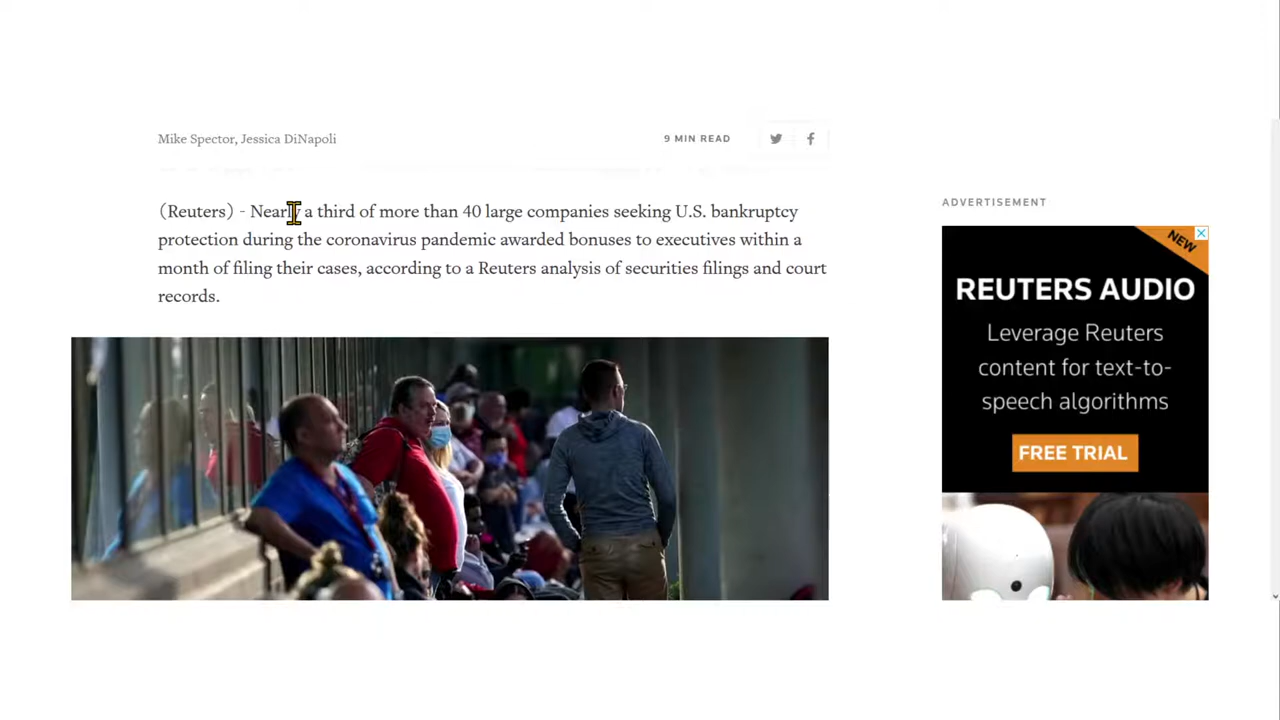 Mike Spector, Jessica DiNapoli
9 MIN READ
(Reuters) - Nearly a third of more than 40 large companies seeking U.S. bankruptcy
protection during the coronavirus pandemic awarded bonuses to executives within a
month of filing their cases, according to a Reuters analysis of securities filings and court
records.
ADVERTISEMENT
NEW
REUTERS AUDIO
Leverage Reuters
content for text-to-
speech algorithms
FREE TRIAL